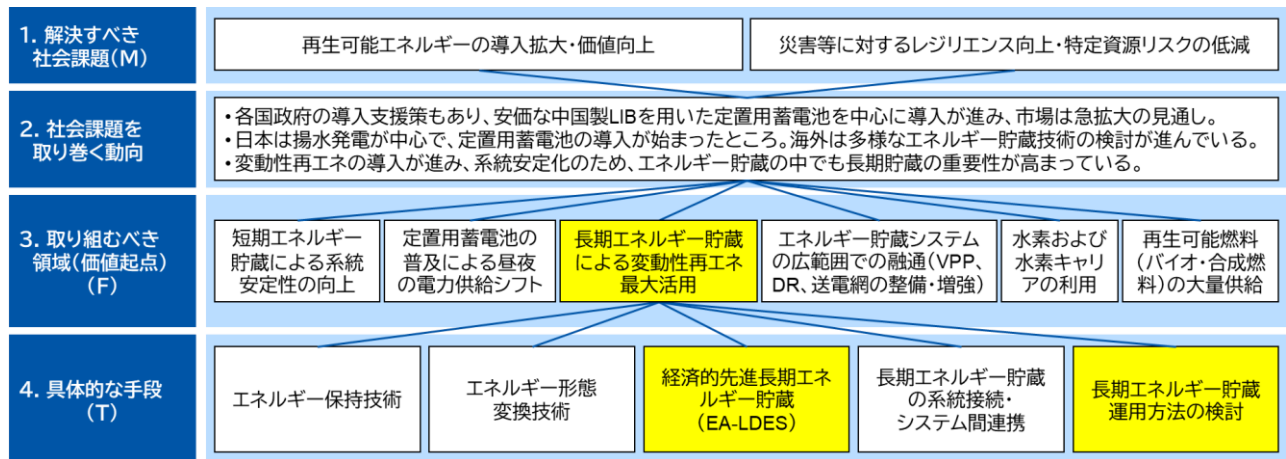 1. 解決すべき
社会課題(M)
再生可能エネルギーの導入拡大・価値向上
災害等に対するレジリエンス向上・特定資源リスクの低減
2. 社会課題を
取り巻く動向
・各国政府の導入支援策もあり、安価な中国製LIBを用いた定置用蓄電池を中心に導入が進み、市場は急拡大の見通し。
・日本は揚水発電が中心で、定置用蓄電池の導入が始まったところ。海外は多様なエネルギー貯蔵技術の検討が進んでいる。
・変動性再エネの導入が進み、系統安定化のため、エネルギー貯蔵の中でも長期貯蔵の重要性が高まっている。
3. 取り組むべき
領域(価値起点)
(F)
短期エネルギー
貯蔵による系統
安定性の向上
定置用蓄電池の
普及による昼夜
の電力供給シフト
長期エネルギー貯蔵
による変動性再エネ
最大活用
エネルギー貯蔵システム
の広範囲での融通(VPP、
DR、送電網の整備・増強)
水素および
水素キャリ
アの利用
再生可能燃料
(バイオ・合成燃
料)の大量供給
4. 具体的な手段
(T)
エネルギー保持技術
エネルギー形態
変換技術
経済的先進長期エネ
ルギー貯蔵
(EA-LDES)
長期エネルギー貯蔵
の系統接続・
システム間連携
長期エネルギー貯蔵
運用方法の検討